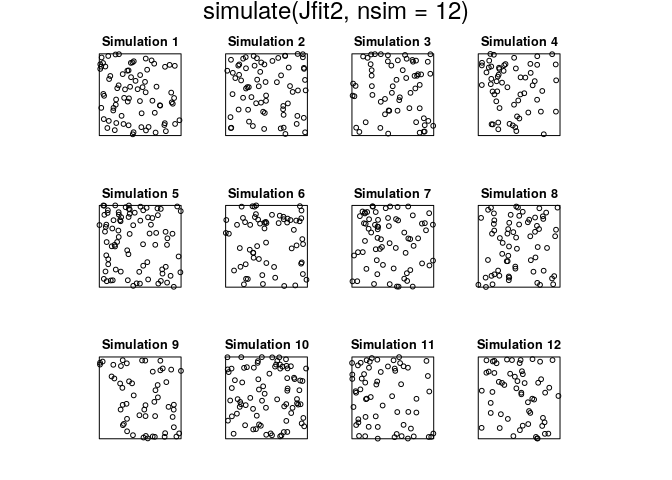 simulate(Jfit2, nsim = 12)
Simulation 1
Simulation 2
Simulation 3
Simulation 4
Simulation 5
Simulation 6
Simulation 7
Simulation 8
Simulation 9
Simulation 10
Simulation 11
Simulation 12